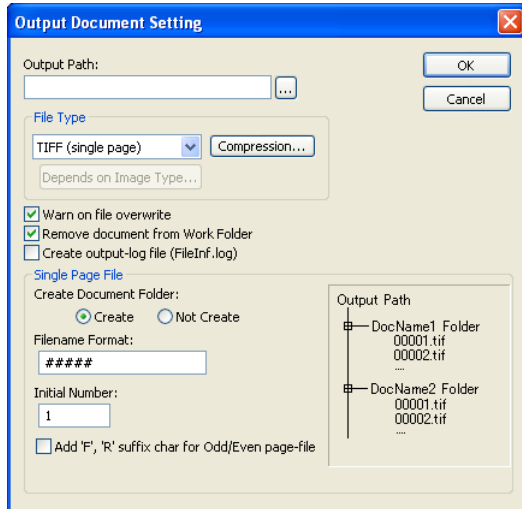 Output Document Setting
Output Path:
...
OK
Cancel
File Type
TIFF (single page)
Compression...
Depends on Image Type...
Warn on file overwrite
Remove document from Work Folder
Create output-log file (FileInf.log)
Single Page File
Create Document Folder:
Create
Not Create
Filename Format:
#####
Initial Number:
1
Add 'F', 'R' suffix char for Odd/Even page-file
Output Path
DocName1 Folder
00001.tif
00002.tif
....
DocName2 Folder
00001.tif
00002.tif
....